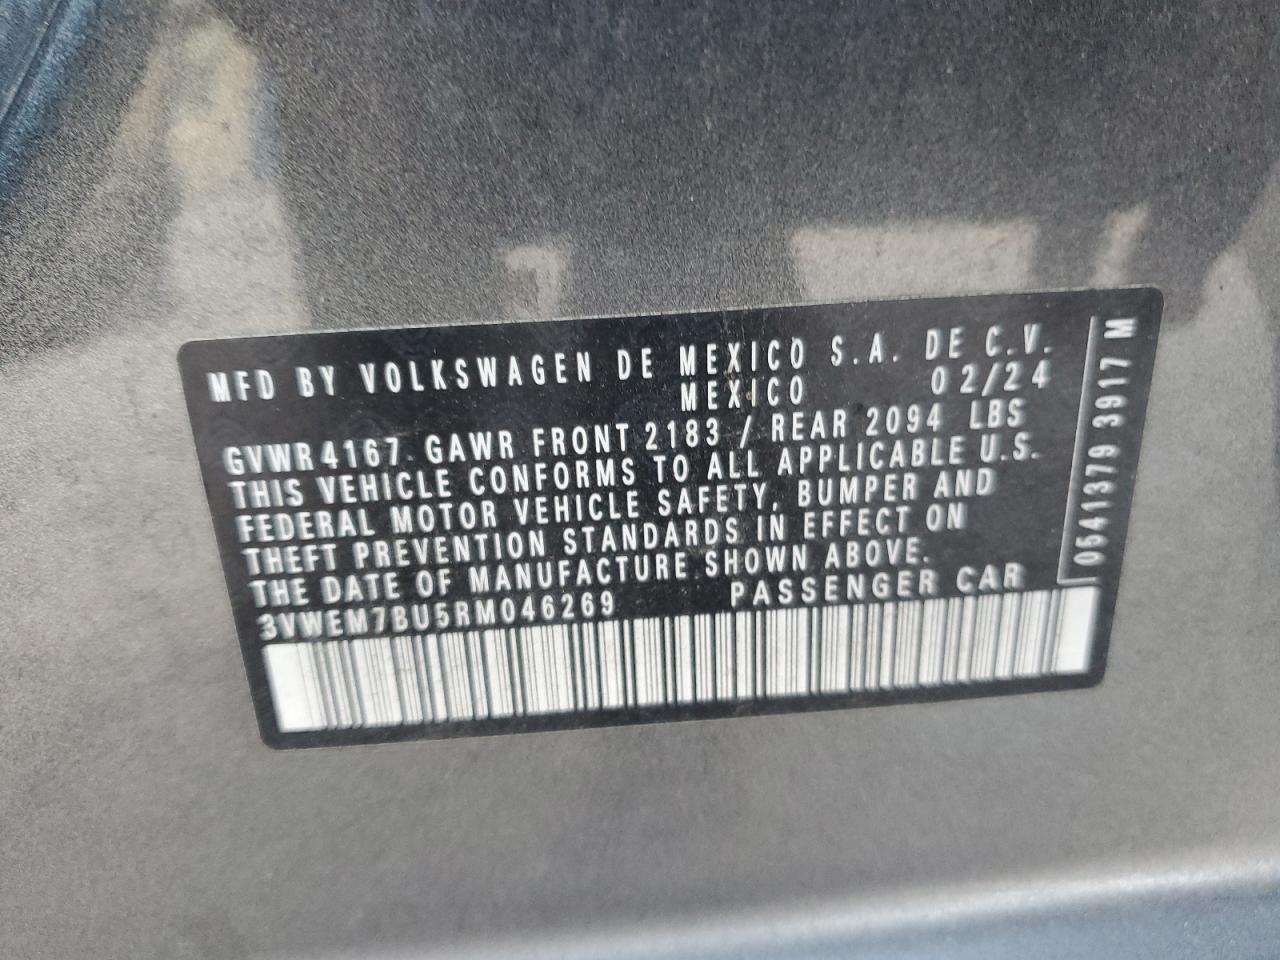 MFD BY VOLKSWAGEN DE MEXICO S.A. DE C.V.
MEXICO 02/24
GVWR 4167 GAWR FRONT 2183 / REAR 2094 LBS
THIS VEHICLE CONFORMS TO ALL APPLICABLE U.S.
FEDERAL MOTOR VEHICLE SAFETY, BUMPER AND
THEFT PREVENTION STANDARDS IN EFFECT ON
THE DATE OF MANUFACTURE SHOWN ABOVE.
3VWEM7BU5RM046269 PASSENGER CAR
0541379 3917 M